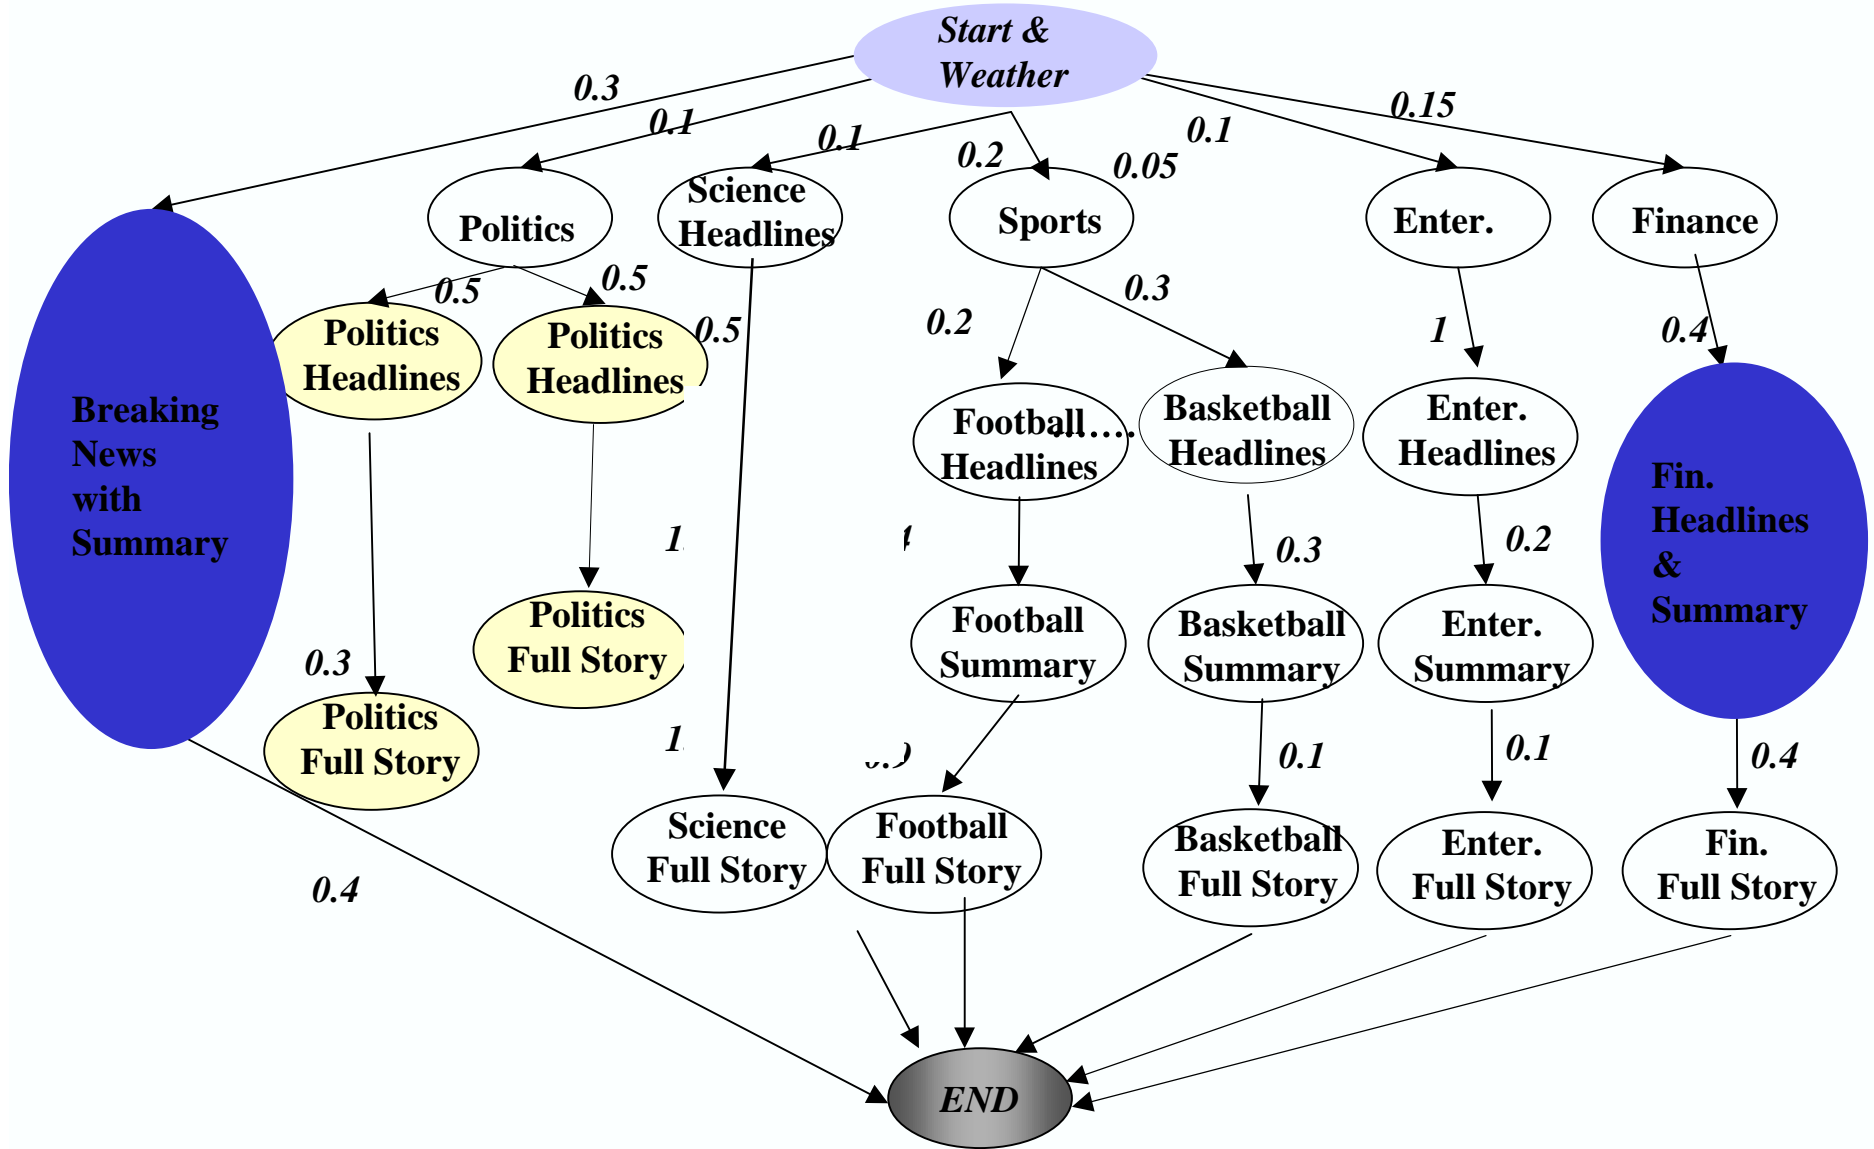 Start &
Weather
0.3
0.1
0.1
0.2
0.05
0.1
0.15
Politics
Science
Headlines
Sports
Enter.
Finance
0.5
0.5
0.5
0.2
0.3
1
0.4
Breaking
News
with
Summary
Politics
Headlines
Politics
Headlines
Football
Headlines
.......
Basketball
Headlines
Enter.
Headlines
Fin.
Headlines
&
Summary
1.
0.3
0.2
Politics
Full Story
Football
Summary
Basketball
Summary
Enter.
Summary
0.3
Politics
Full Story
1.
0.1
0.1
0.4
Science
Full Story
Football
Full Story
Basketball
Full Story
Enter.
Full Story
Fin.
Full Story
0.4
END